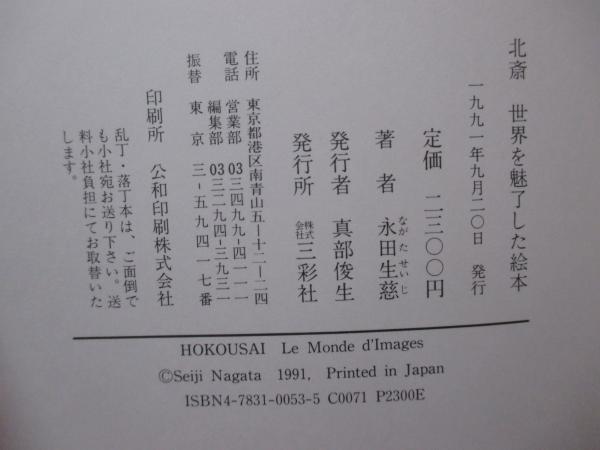 北斎　世界を魅了した絵本
一九九一年九月二〇日　発行
定価　二三〇〇円
著者　永田生慈
ながたせいじ
発行者　真部俊生
発行所　株式会社三彩社
住所　東京都港区南青山五－十二－二四
電話　営業部　03　三四九九－四一一一
編集部　03　三二九四－三九三一
振替　東京　三－五九四一七番
印刷所　公和印刷株式会社
乱丁・落丁本は、ご面倒で
も小社宛お送り下さい。送
料小社負担にてお取替いた
します。
HOKOUSAI　Le Monde d'Images
©Seiji Nagata 1991, Printed in Japan
ISBN4-7831-0053-5 C0071 P2300E